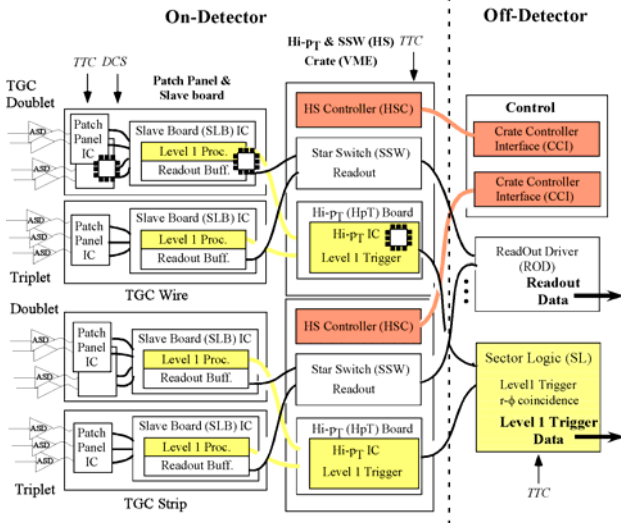 On-Detector
Off-Detector
Hi-pT & SSW (HS)
Crate (VME)
TTC
TTC
DCS
Patch Panel &
Slave board
TGC
Doublet
ASD
ASD
Patch
Panel
IC
Slave Board (SLB) IC
Level 1 Proc.
Readout Buff.
ASD
ASD
ASD
Triplet
Patch
Panel
IC
Slave Board (SLB) IC
Level 1 Proc.
Readout Buff.
TGC Wire
HS Controller (HSC)
Star Switch (SSW)
Readout
Hi-pT (HpT) Board
Hi-pT IC
Level 1 Trigger
Control
Crate Controller
Interface (CCI)
Crate Controller
Interface (CCI)
ReadOut Driver
(ROD)
Readout
Data
Doublet
ASD
ASD
Patch
Panel
IC
Slave Board (SLB) IC
Level 1 Proc.
Readout Buff.
ASD
ASD
ASD
Triplet
Patch
Panel
IC
Slave Board (SLB) IC
Level 1 Proc.
Readout Buff.
TGC Strip
HS Controller (HSC)
Star Switch (SSW)
Readout
Hi-pT (HpT) Board
Hi-pT IC
Level 1 Trigger
Sector Logic (SL)
Level1 Trigger
r-ϕ coincidence
Level 1 Trigger
Data
TTC